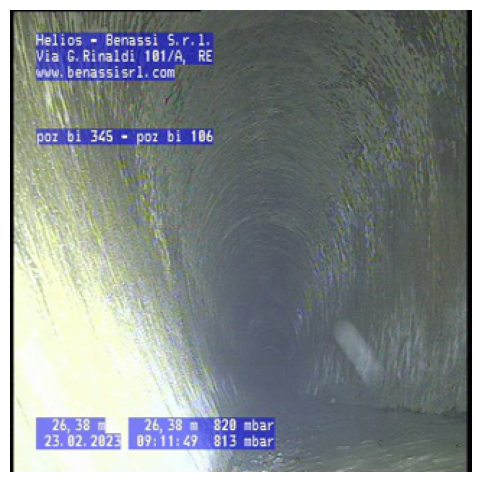 Helios - Benassi S.r.l.
Via G.Rinaldi 101/A, RE
www.benassisrl.com
poz bi 345 - poz bi 106
26,38 m 26,38 m 820 mbar
23.02.2023 09:11:49 813 mbar